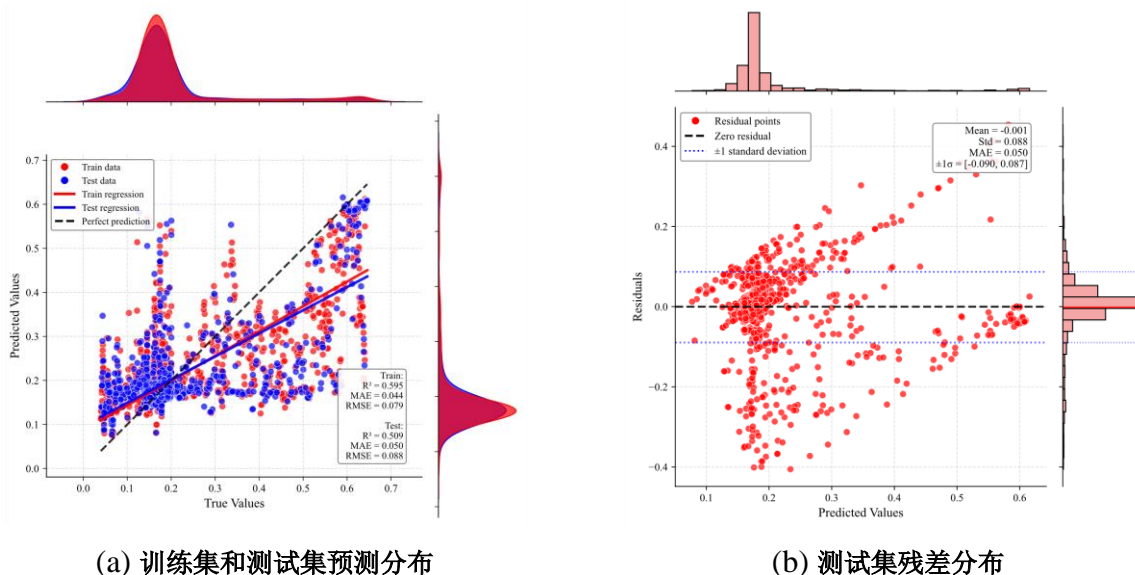 Train data
Test data
Train regression
Test regression
Perfect prediction
0.7
0.6
0.5
0.4
0.3
0.2
0.1
0.0
Predicted Values
0.0 0.1 0.2 0.3 0.4 0.5 0.6 0.7
True Values
Train:
R² = 0.595
MAE = 0.044
RMSE = 0.079
Test:
R² = 0.509
MAE = 0.050
RMSE = 0.088
(a) 训练集和测试集预测分布
Residual points
Zero residual
±1 standard deviation
Mean = -0.001
Std = 0.088
MAE = 0.050
±1σ = [-0.090, 0.087]
0.4
0.2
0.0
-0.2
-0.4
Residuals
0.1 0.2 0.3 0.4 0.5 0.6
Predicted Values
(b) 测试集残差分布